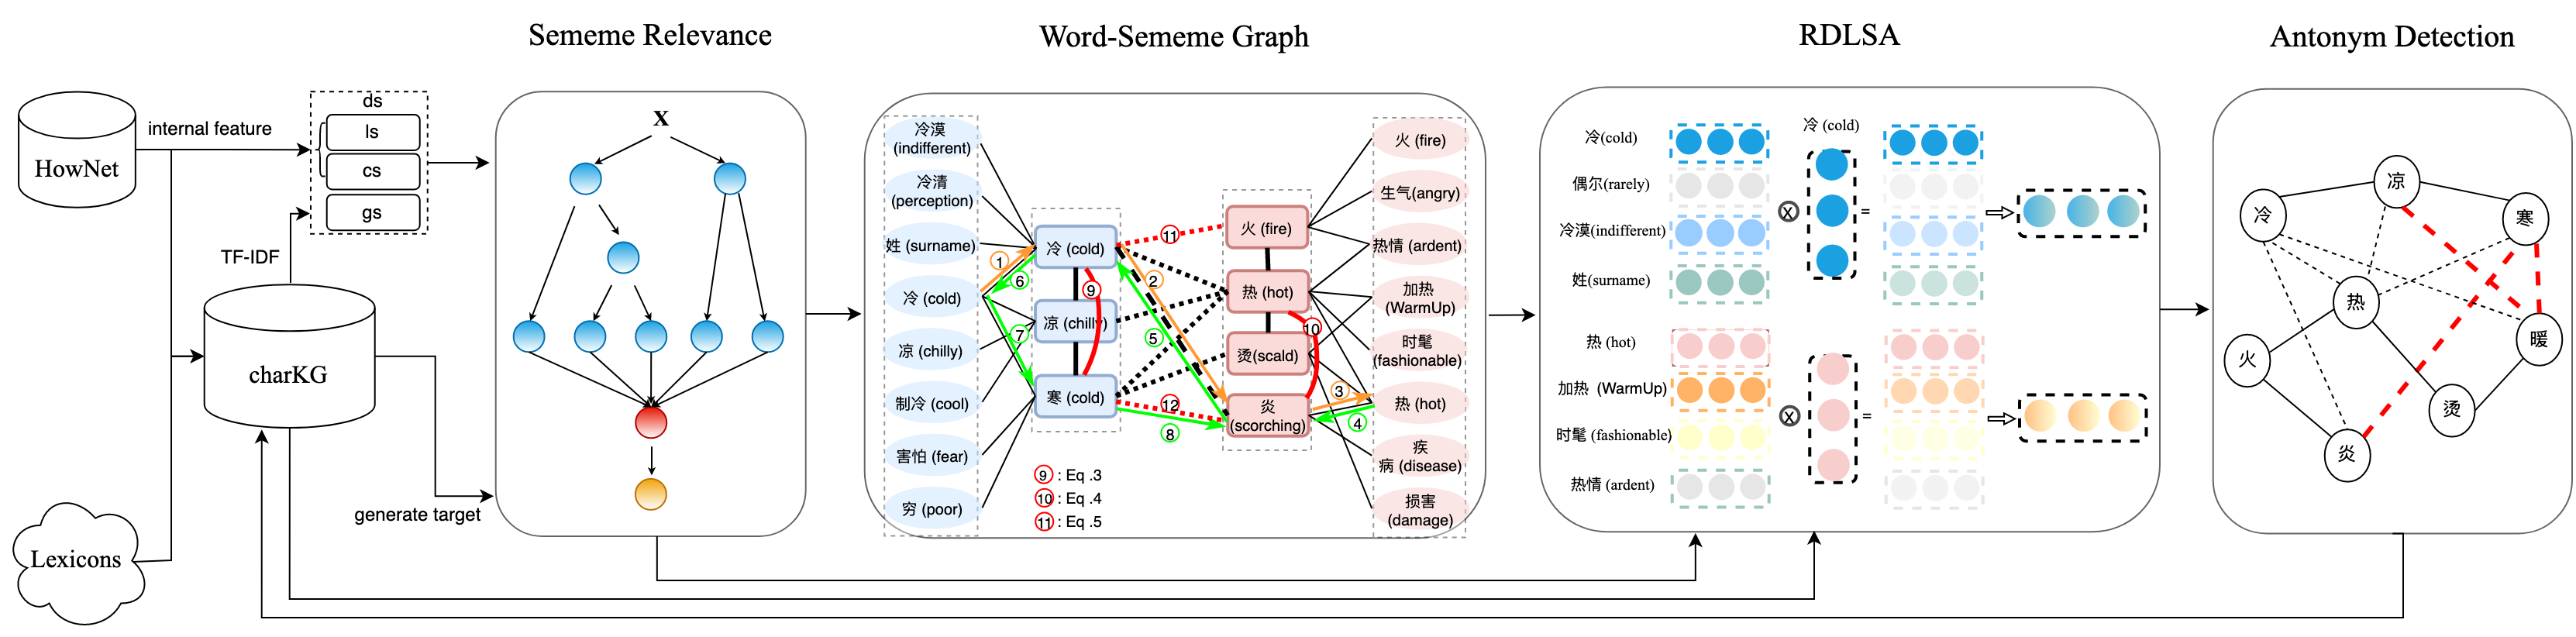 Sememe Relevance
Word-Sememe Graph
RDLSA
Antonym Detection
HowNet
internal feature
ds
ls
cs
gs
TF-IDF
charKG
Lexicons
generate target
X
冷漠
(indifferent)
冷清
(perception)
姓 (surname)
冷 (cold)
凉 (chilly)
制冷 (cool)
害怕 (fear)
穷 (poor)
冷 (cold)
凉 (chilly)
寒 (cold)
1
6
7
9
11
2
5
12
8
9 : Eq .3
10 : Eq .4
11 : Eq .5
火 (fire)
热 (hot)
烫(scald)
炎
(scorching)
10
3
4
火 (fire)
生气(angry)
热情 (ardent)
加热
(WarmUp)
时髦
(fashionable)
热 (hot)
疾
病 (disease)
损害
(damage)
冷(cold)
偶尔(rarely)
冷漠(indifferent)
姓(surname)
冷 (cold)
X
=
热 (hot)
加热 (WarmUp)
时髦 (fashionable)
热情 (ardent)
X
=
凉
冷
寒
热
暖
火
烫
炎